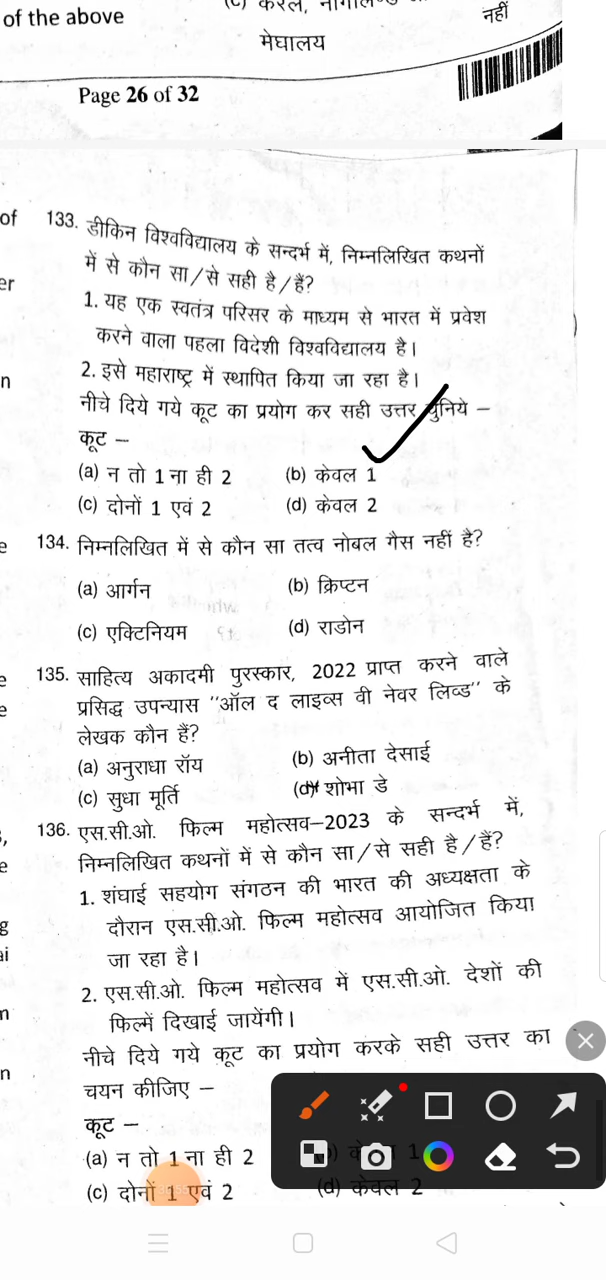 of the above
नहीं
मेघालय
Page 26 of 32
of
133. डीकिन विश्वविद्यालय के सन्दर्भ में, निम्नलिखित कथनों
में से कौन सा/से सही है/हैं?
er
1. यह एक स्वतंत्र परिसर के माध्यम से भारत में प्रवेश
करने वाला पहला विदेशी विश्वविद्यालय है।
n
2. इसे महाराष्ट्र में स्थापित किया जा रहा है।
नीचे दिये गये कूट का प्रयोग कर सही उत्तर चुनिये –
कूट –
(a) न तो 1 ना ही 2 (b) केवल 1
(c) दोनों 1 एवं 2 (d) केवल 2
e
134. निम्नलिखित में से कौन सा तत्व नोबल गैस नहीं है?
(a) आर्गन (b) क्रिप्टन
(c) एक्टिनियम (d) राडोन
e
135. साहित्य अकादमी पुरस्कार, 2022 प्राप्त करने वाले
e
प्रसिद्ध उपन्यास "ऑल द लाइव्स वी नेवर लिव्ड" के
लेखक कौन हैं?
(a) अनुराधा रॉय (b) अनीता देसाई
(c) सुधा मूर्ति (d) शोभा डे
136. एस.सी.ओ. फिल्म महोत्सव–2023 के सन्दर्भ में,
e
निम्नलिखित कथनों में से कौन सा/से सही है/हैं?
1. शंघाई सहयोग संगठन की भारत की अध्यक्षता के
g
दौरान एस.सी.ओ. फिल्म महोत्सव आयोजित किया
ai
जा रहा है।
2. एस.सी.ओ. फिल्म महोत्सव में एस.सी.ओ. देशों की
n
फिल्में दिखाई जायेंगी।
नीचे दिये गये कूट का प्रयोग करके सही उत्तर का
n
चयन कीजिए –
कूट –
(a) न तो 1 ना ही 2
(c) दोनों 1 एवं 2 (d) केवल 2